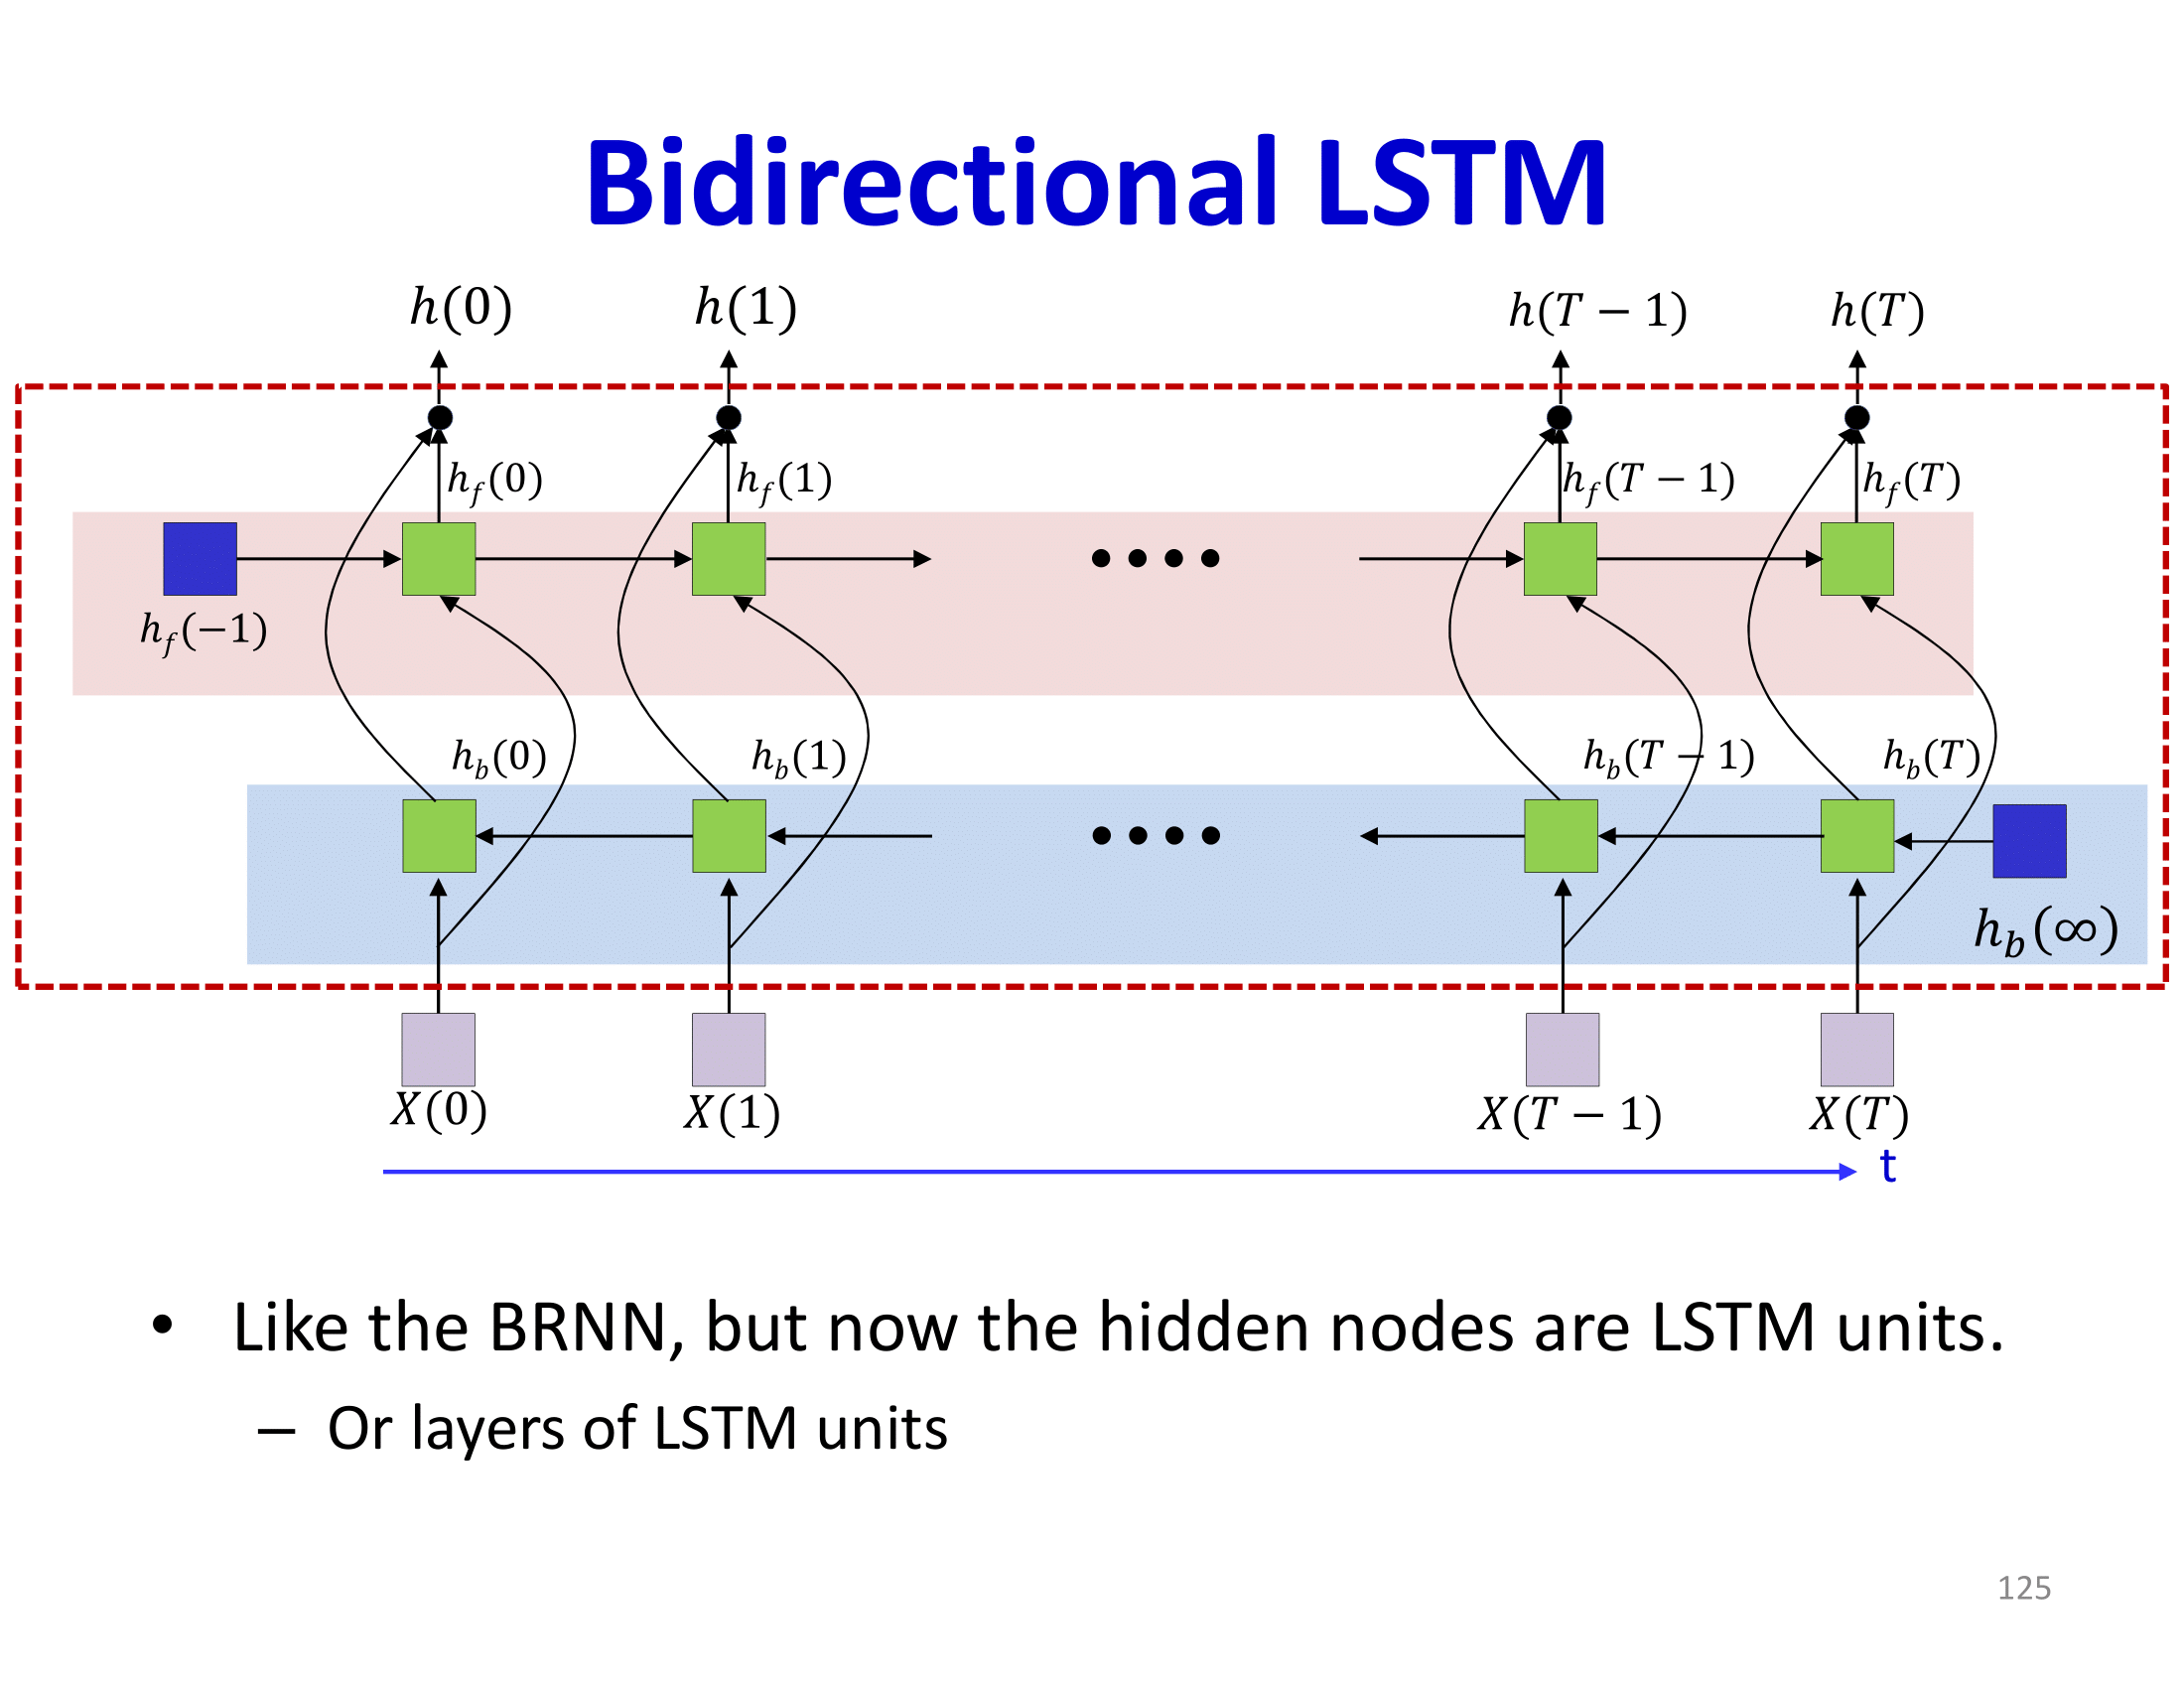 Bidirectional LSTM
h(0) h(1) h(T − 1) h(T)
h_f(0) h_f(1) h_f(T − 1) h_f(T)
h_f(−1)
h_b(0) h_b(1) h_b(T − 1) h_b(T)
h_b(∞)
X(0) X(1) X(T − 1) X(T)
t
• Like the BRNN, but now the hidden nodes are LSTM units.
– Or layers of LSTM units
125